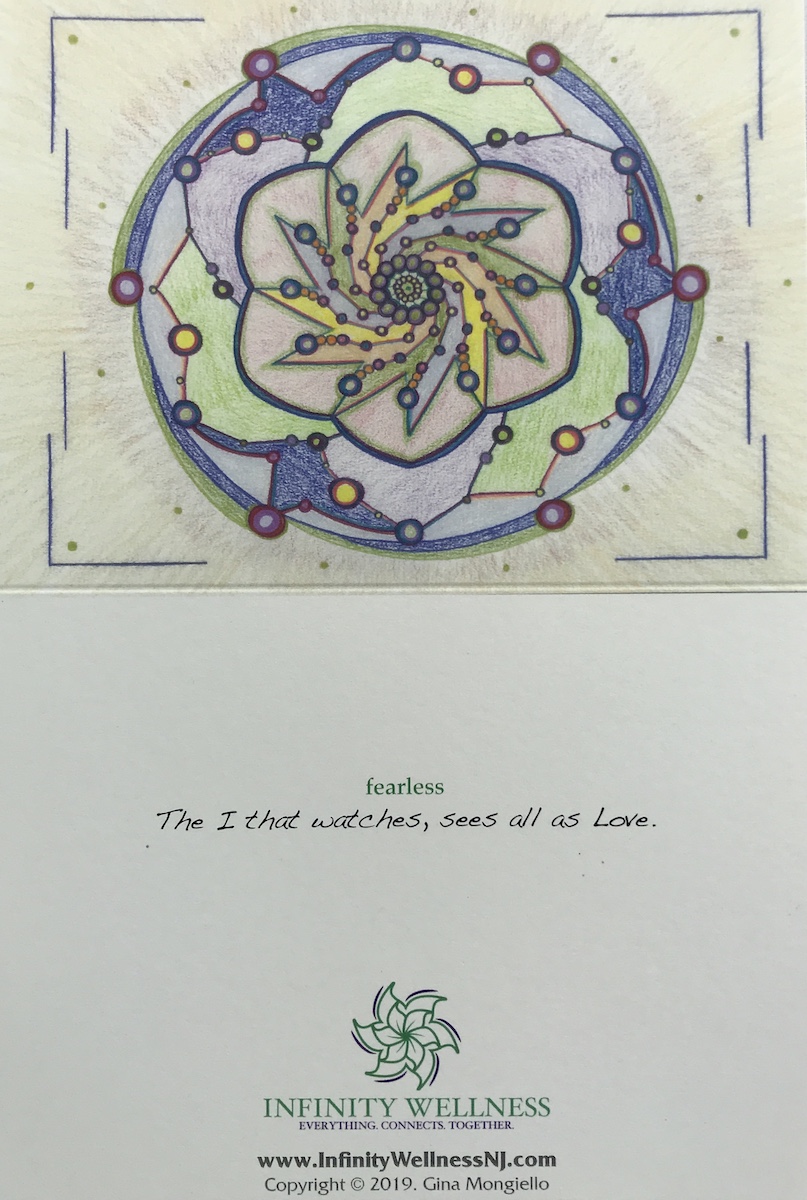 fearless
The I that watches, sees all as Love.
INFINITY WELLNESS
EVERYTHING. CONNECTS. TOGETHER.
www.InfinityWellnessNJ.com
Copyright © 2019. Gina Mongiello